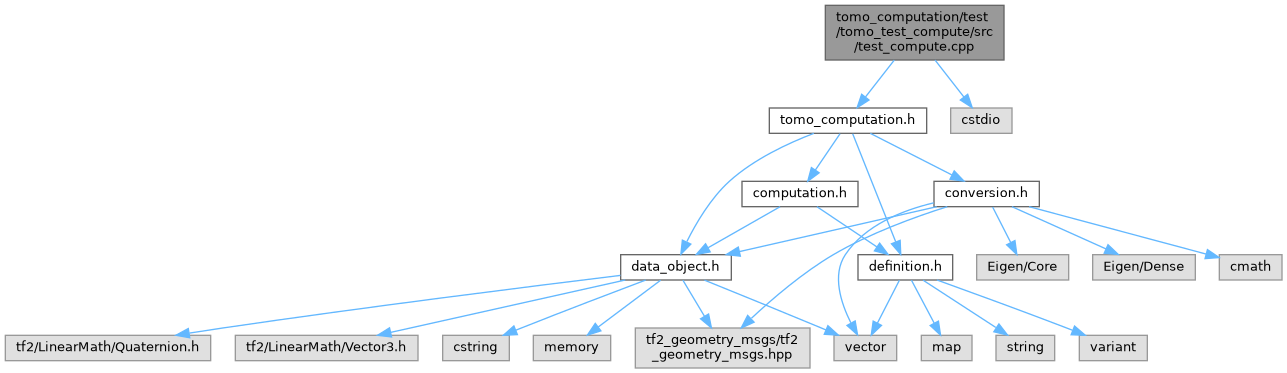 tomo_computation/test
/tomo_test_compute/src
/test_compute.cpp
tomo_computation.h
cstdio
computation.h
conversion.h
data_object.h
definition.h
Eigen/Core
Eigen/Dense
cmath
tf2/LinearMath/Quaternion.h
tf2/LinearMath/Vector3.h
cstring
memory
tf2_geometry_msgs/tf2
_geometry_msgs.hpp
vector
map
string
variant